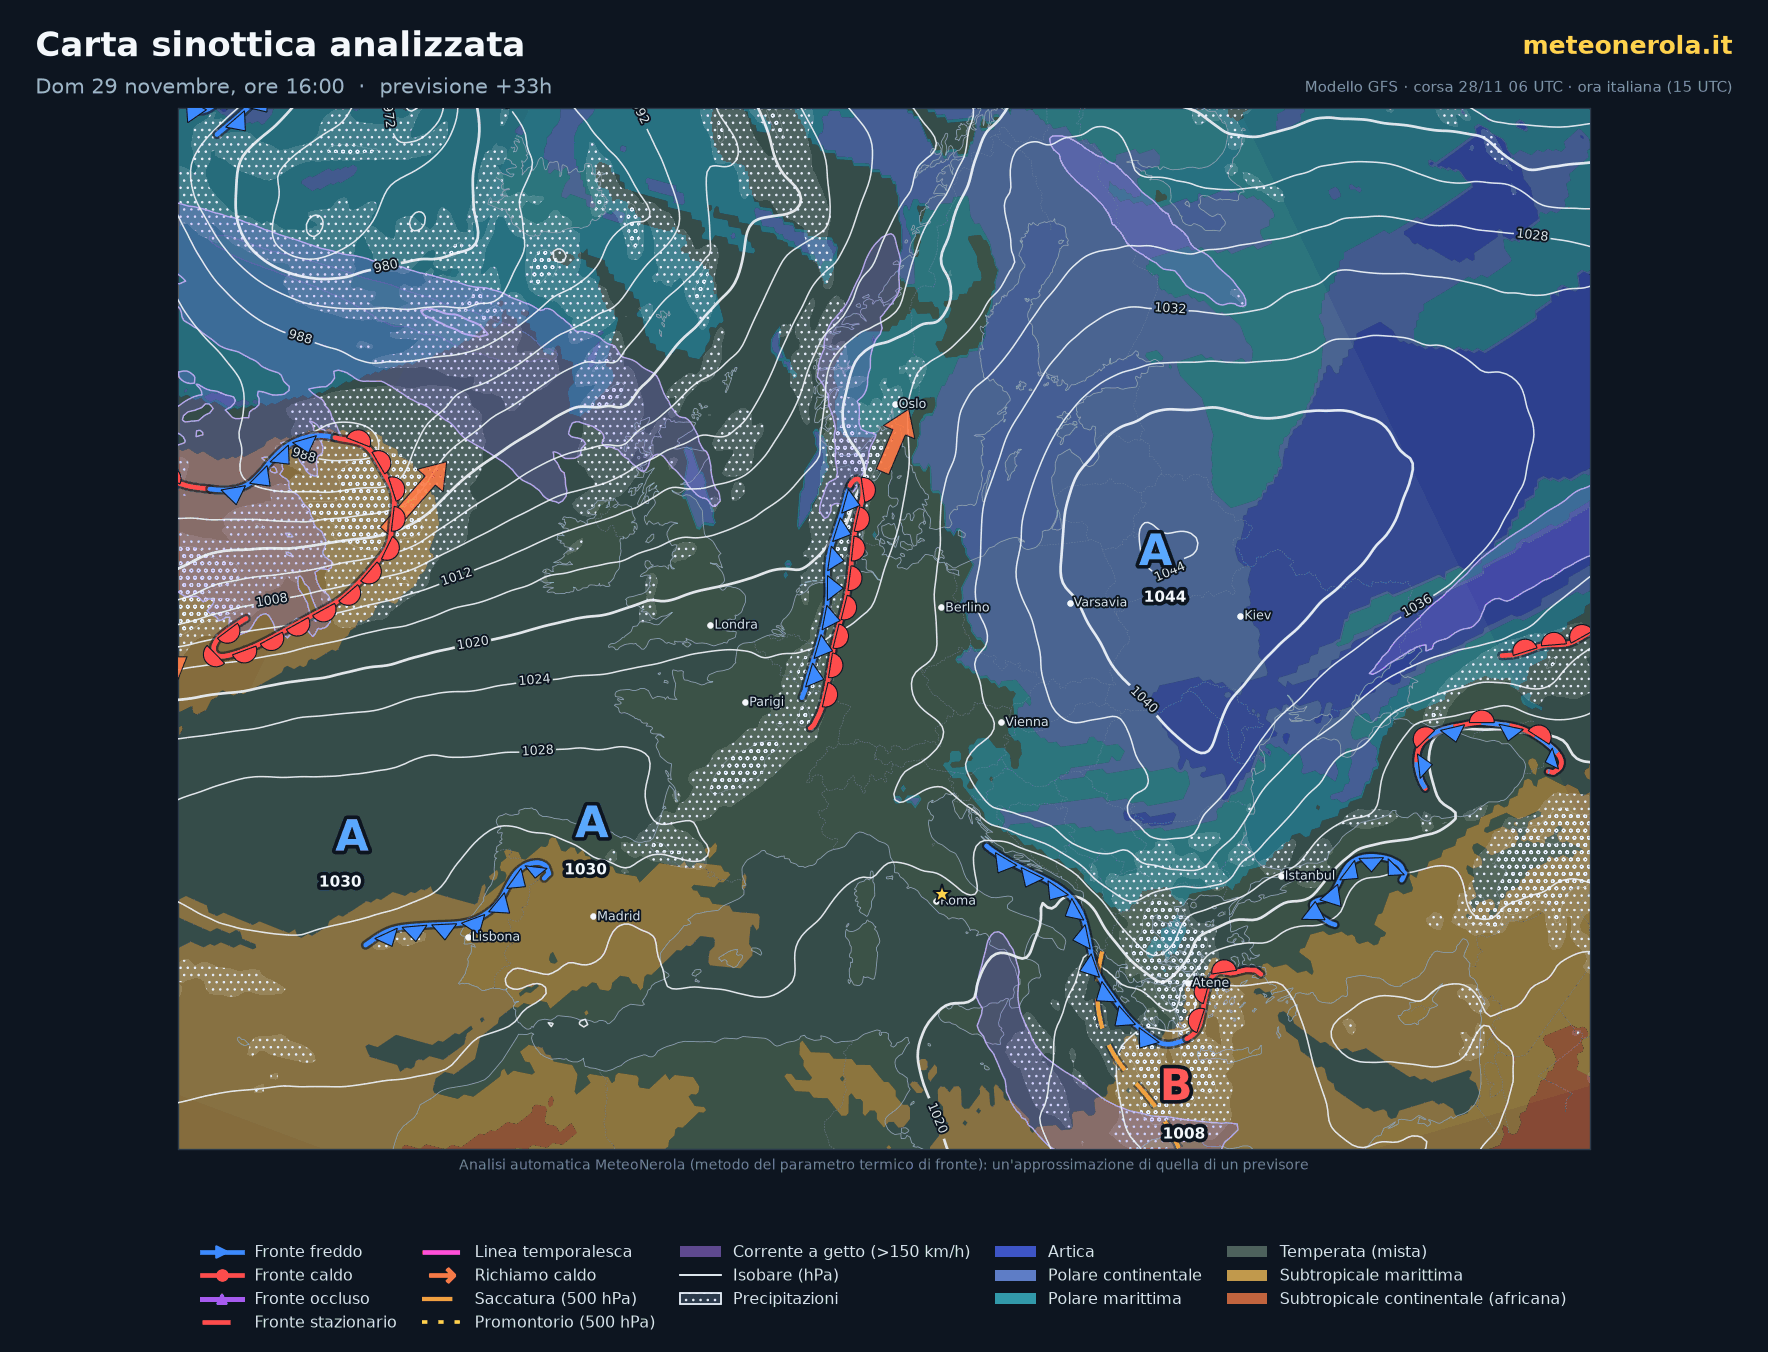 Carta sinottica analizzata
meteonerola.it
Dom 29 novembre, ore 16:00 · previsione +33h
Modello GFS · corsa 28/11 06 UTC · ora italiana (15 UTC)
972
92
980
1028
988
1032
Oslo
988
A
1044
1044
1012
1008
1036
Varsavia
Berlino
Kiev
Londra
1020
1024
1040
Parigi
Vienna
1028
A
1030
A
1030
Istanbul
Roma
Madrid
Lisbona
Atene
B
1008
1020
Analisi automatica MeteoNerola (metodo del parametro termico di fronte): un'approssimazione di quella di un previsore
Fronte freddo
Fronte caldo
Fronte occluso
Fronte stazionario
Linea temporalesca
Richiamo caldo
Saccatura (500 hPa)
Promontorio (500 hPa)
Corrente a getto (>150 km/h)
Isobare (hPa)
Precipitazioni
Artica
Polare continentale
Polare marittima
Temperata (mista)
Subtropicale marittima
Subtropicale continentale (africana)